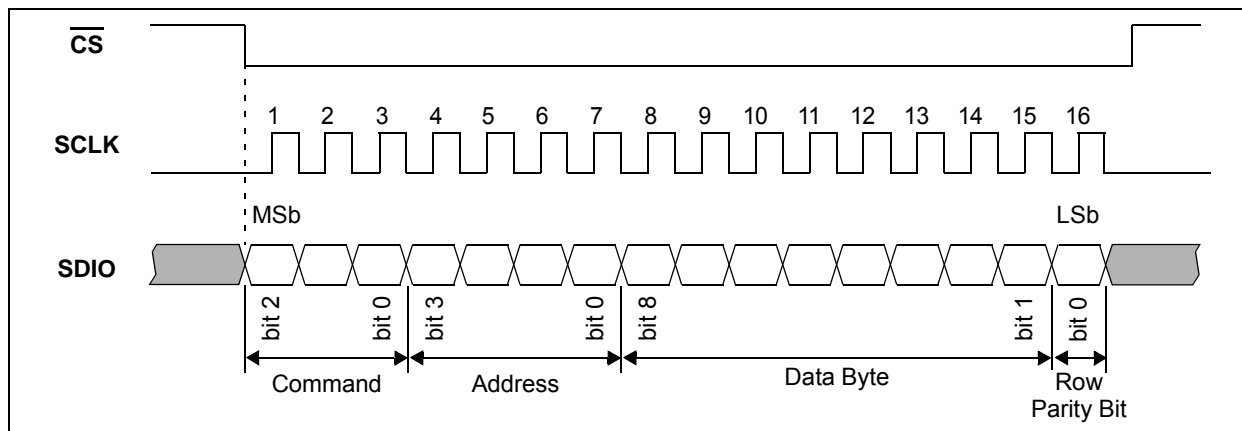 CS
1 2 3 4 5 6 7 8 9 10 11 12 13 14 15 16
SCLK
MSb LSb
SDIO
bit 2 bit 0 bit 3 bit 0 bit 8 bit 1 bit 0
Command Address Data Byte Row
Parity Bit